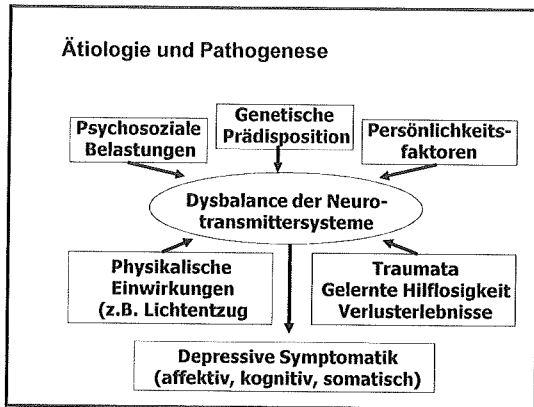 Ätiologie und Pathogenese
Genetische
Prädisposition
Psychosoziale
Belastungen
Persönlichkeits-
faktoren
Dysbalance der Neuro-
transmittersysteme
Physikalische
Einwirkungen
(z.B. Lichtentzug
Traumata
Gelernte Hilflosigkeit
Verlusterlebnisse
Depressive Symptomatik
(affektiv, kognitiv, somatisch)